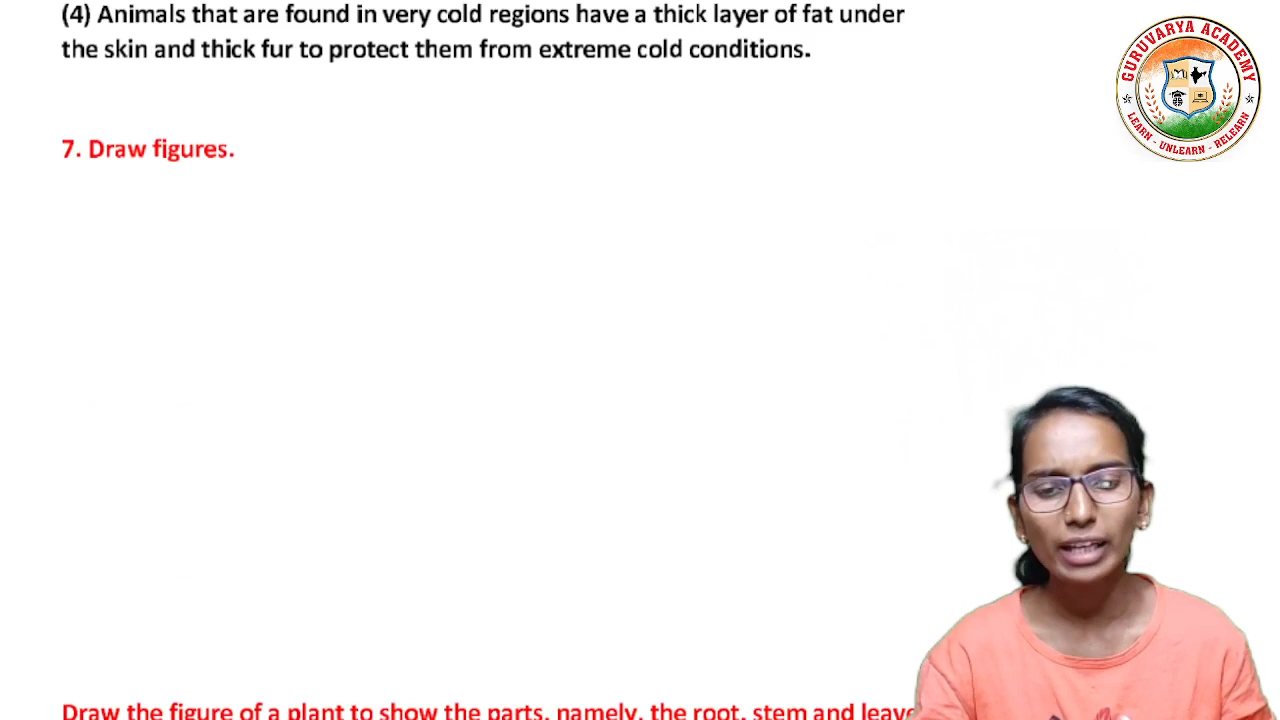 (4) Animals that are found in very cold regions have a thick layer of fat under
the skin and thick fur to protect them from extreme cold conditions.
GURUVARYA ACADEMY
LEARN - UNLEARN - RELEARN
7. Draw figures.
Draw the figure of a plant to show the parts, namely, the root, stem and leave